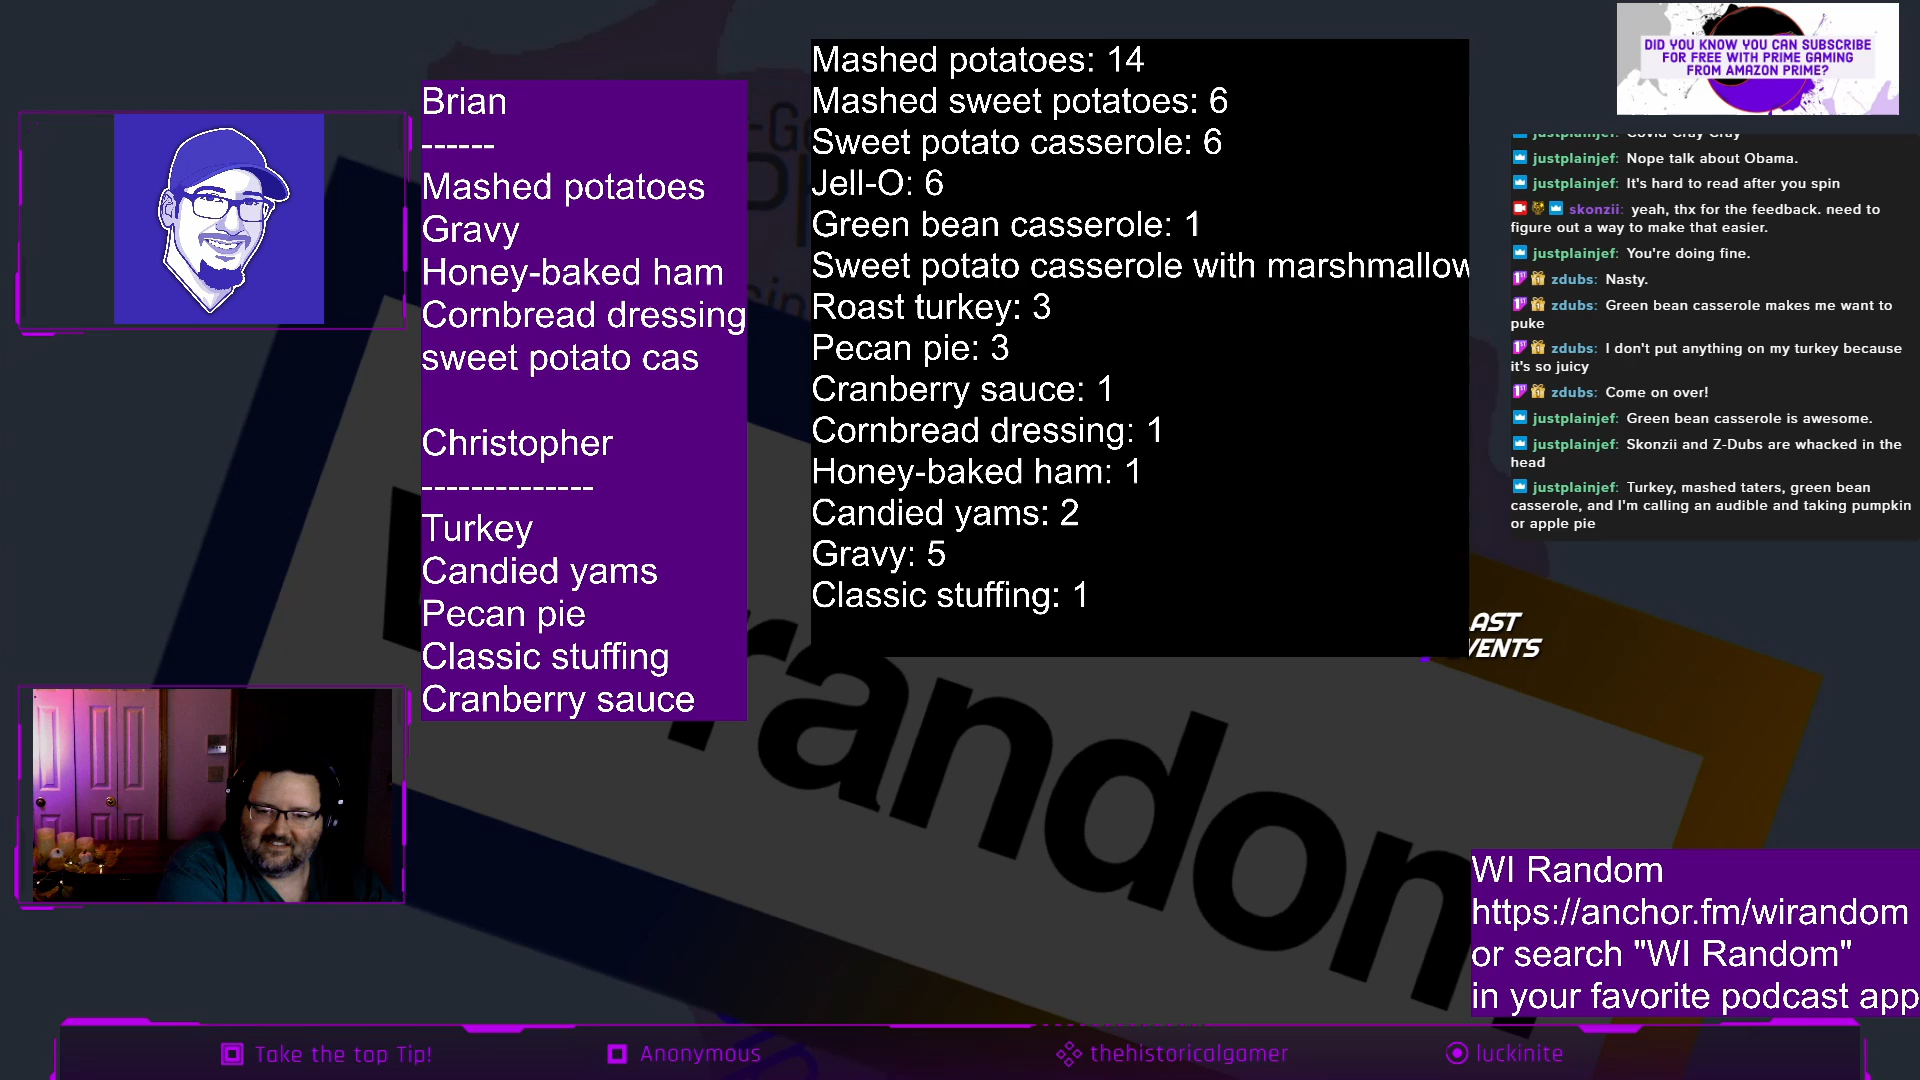 DID YOU KNOW YOU CAN SUBSCRIBE
FOR FREE WITH PRIME GAMING
FROM AMAZON PRIME?
Brian
------
Mashed potatoes
Gravy
Honey-baked ham
Cornbread dressing
sweet potato cas
Christopher
--------------
Turkey
Candied yams
Pecan pie
Classic stuffing
Cranberry sauce
Mashed potatoes: 14
Mashed sweet potatoes: 6
Sweet potato casserole: 6
Jell-O: 6
Green bean casserole: 1
Sweet potato casserole with marshmallow
Roast turkey: 3
Pecan pie: 3
Cranberry sauce: 1
Cornbread dressing: 1
Honey-baked ham: 1
Candied yams: 2
Gravy: 5
Classic stuffing: 1
justplainjef: Covid Cray Cray
justplainjef: Nope talk about Obama.
justplainjef: It's hard to read after you spin
skonzii: yeah, thx for the feedback. need to
figure out a way to make that easier.
justplainjef: You're doing fine.
zdubs: Nasty.
zdubs: Green bean casserole makes me want to
puke
zdubs: I don't put anything on my turkey because
it's so juicy
zdubs: Come on over!
justplainjef: Green bean casserole is awesome.
justplainjef: Skonzii and Z-Dubs are whacked in the
head
justplainjef: Turkey, mashed taters, green bean
casserole, and I'm calling an audible and taking pumpkin
or apple pie
AST
VENTS
random
WI Random
https://anchor.fm/wirandom
or search "WI Random"
in your favorite podcast app
Take the top Tip!
Anonymous
thehistoricalgamer
luckinite